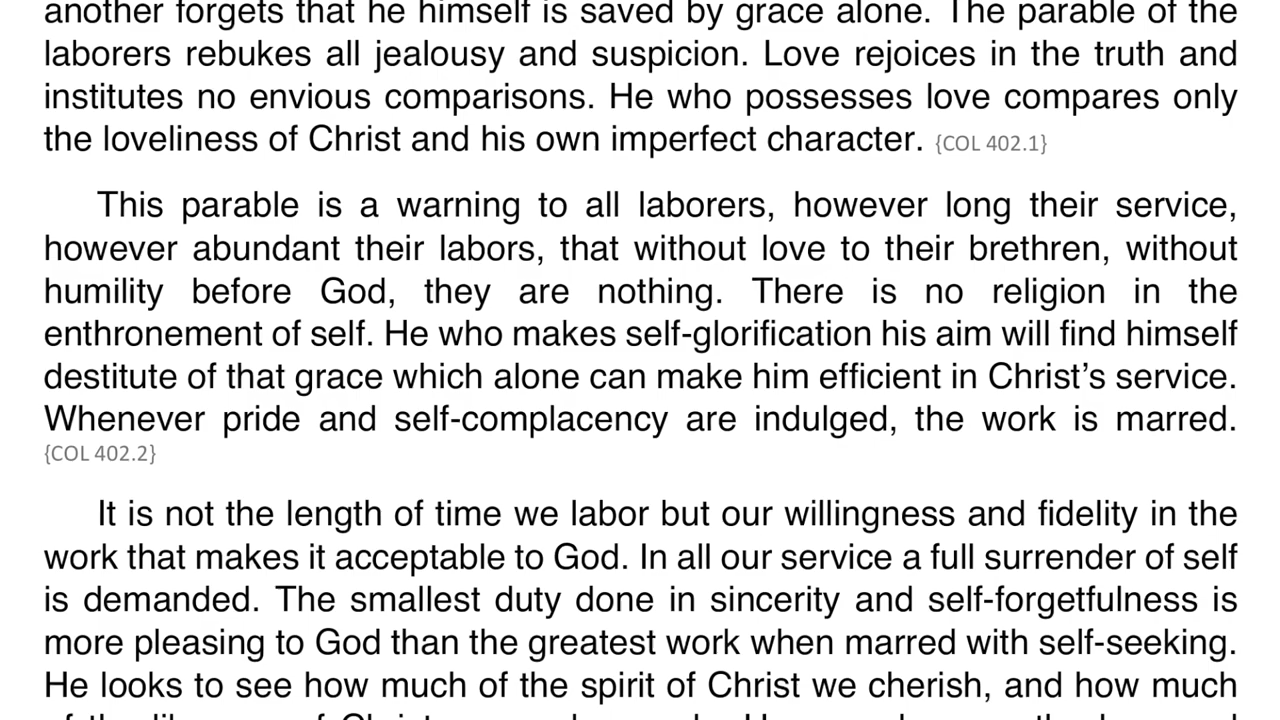 another forgets that he himself is saved by grace alone. The parable of the
laborers rebukes all jealousy and suspicion. Love rejoices in the truth and
institutes no envious comparisons. He who possesses love compares only
the loveliness of Christ and his own imperfect character. {COL 402.1}
This parable is a warning to all laborers, however long their service,
however abundant their labors, that without love to their brethren, without
humility before God, they are nothing. There is no religion in the
enthronement of self. He who makes self-glorification his aim will find himself
destitute of that grace which alone can make him efficient in Christ’s service.
Whenever pride and self-complacency are indulged, the work is marred.
{COL 402.2}
It is not the length of time we labor but our willingness and fidelity in the
work that makes it acceptable to God. In all our service a full surrender of self
is demanded. The smallest duty done in sincerity and self-forgetfulness is
more pleasing to God than the greatest work when marred with self-seeking.
He looks to see how much of the spirit of Christ we cherish, and how much